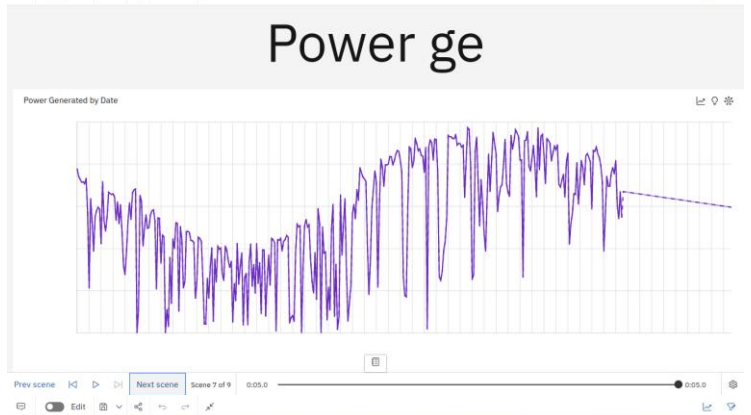 Power ge
Power Generated by Date
Prev scene
Next scene
Scene 7 of 9
0:05.0
0:05.0
Edit